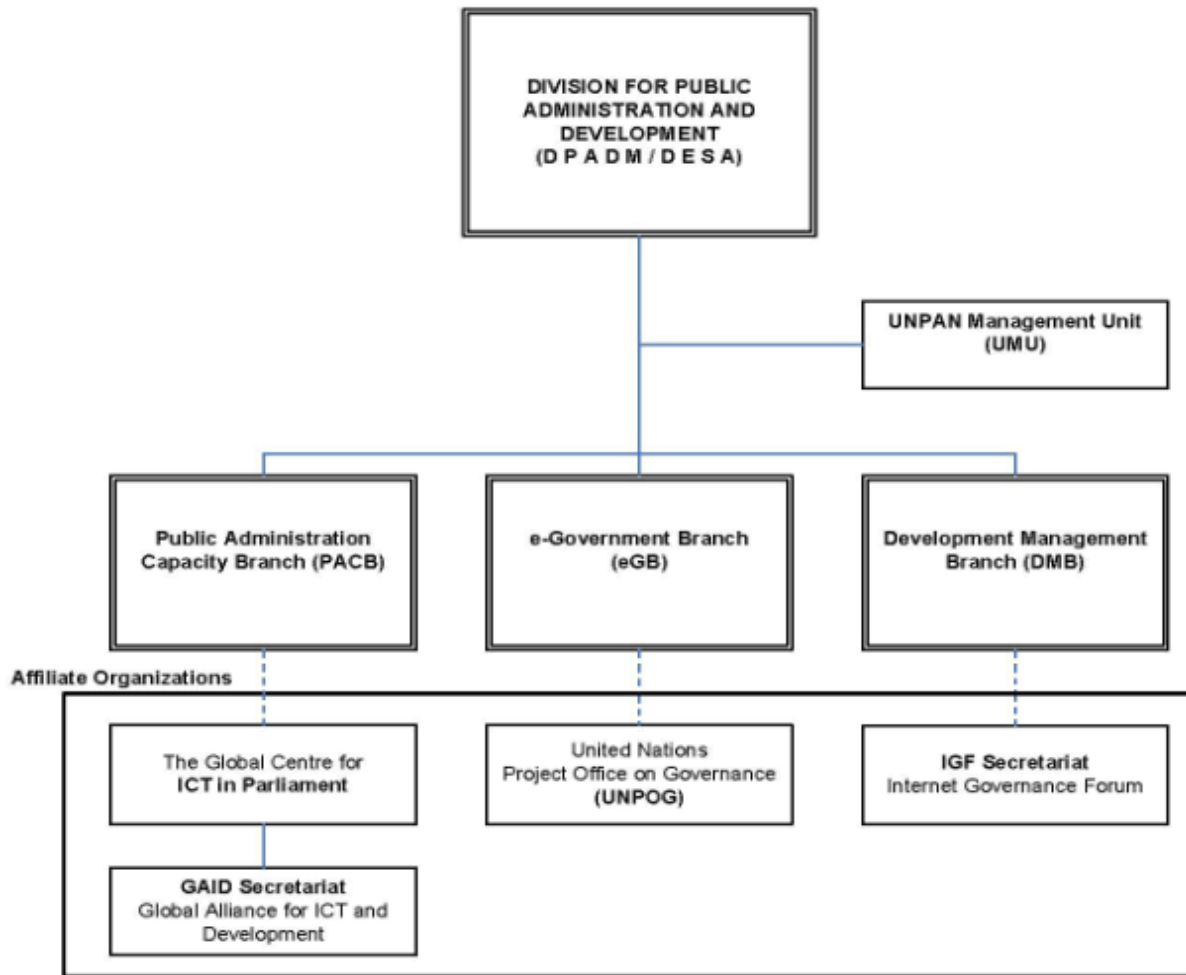 DIVISION FOR PUBLIC
ADMINISTRATION AND
DEVELOPMENT
(D P A D M / D E S A)
UNPAN Management Unit
(UMU)
Public Administration
Capacity Branch (PACB)
e-Government Branch
(eGB)
Development Management
Branch (DMB)
Affiliate Organizations
The Global Centre for
ICT in Parliament
United Nations
Project Office on Governance
(UNPOG)
IGF Secretariat
Internet Governance Forum
GAID Secretariat
Global Alliance for ICT and
Development